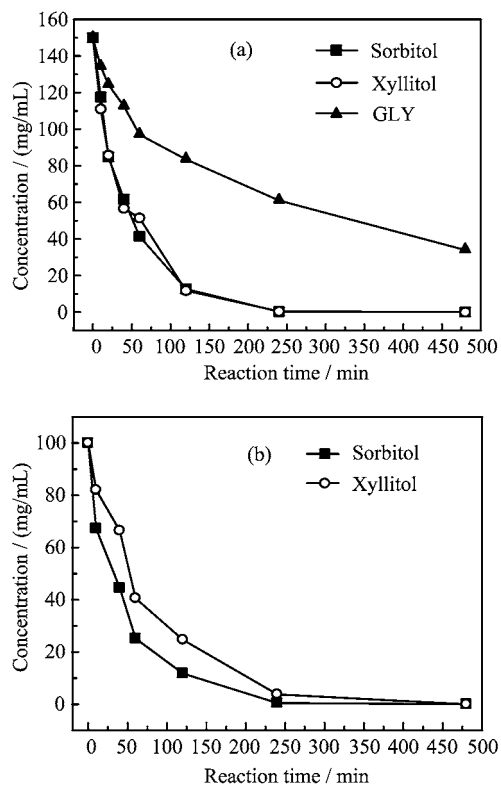 160
140
120
100
80
60
40
20
0
Concentration / (mg/mL)
(a)
Sorbitol
Xyllitol
GLY
0 50 100 150 200 250 300 350 400 450 500
Reaction time / min
100
80
60
40
20
0
Concentration / (mg/mL)
(b)
Sorbitol
Xyllitol
0 50 100 150 200 250 300 350 400 450 500
Reaction time / min